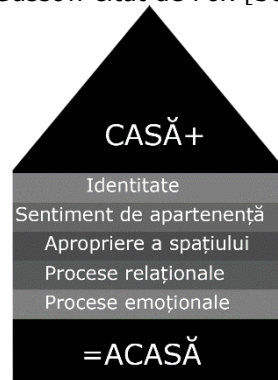 CASĂ+
Identitate
Sentiment de apartenență
Apropriere a spațiului
Procese relaționale
Procese emoționale
=ACASĂ